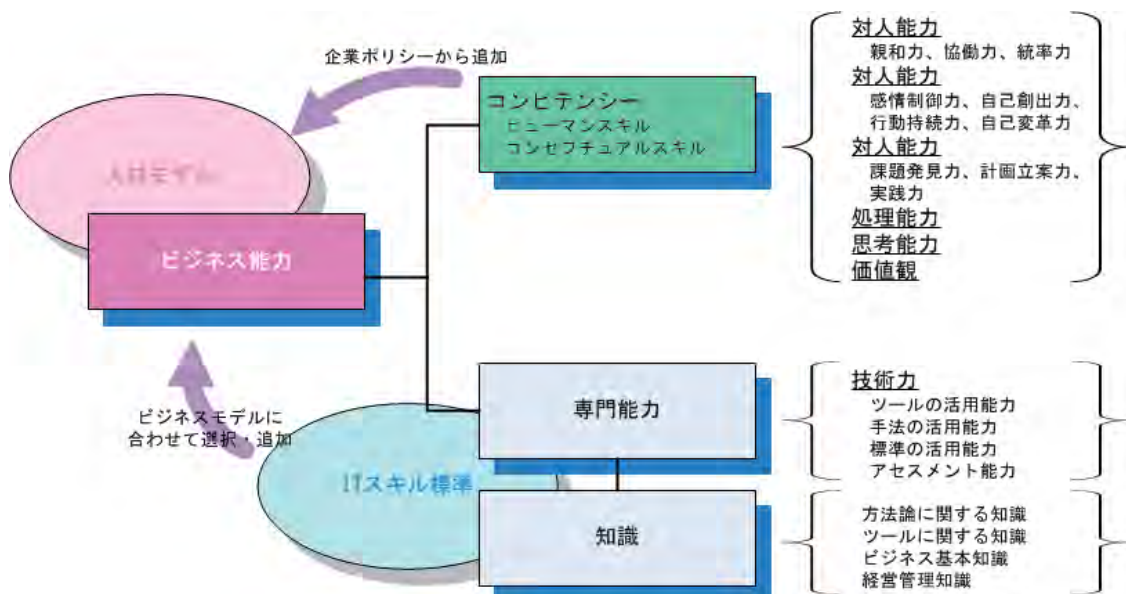 企業ポリシーから追加
人材モデル
ビジネス能力
ビジネスモデルに
合わせて選択・追加
ITスキル標準
コンピテンシー
ヒューマンスキル
コンセプチュアルスキル
専門能力
知識
対人能力
親和力、協働力、統率力
対人能力
感情制御力、自己創出力、
行動持続力、自己変革力
対人能力
課題発見力、計画立案力、
実践力
処理能力
思考能力
価値観
技術力
ツールの活用能力
手法の活用能力
標準の活用能力
アセスメント能力
方法論に関する知識
ツールに関する知識
ビジネス基本知識
経営管理知識